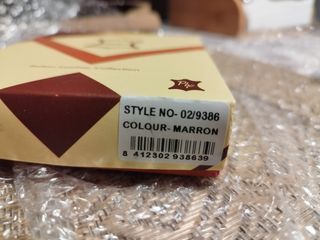 STYLE NO- 02/9386
COLOUR- MARRON
8 412302 938639